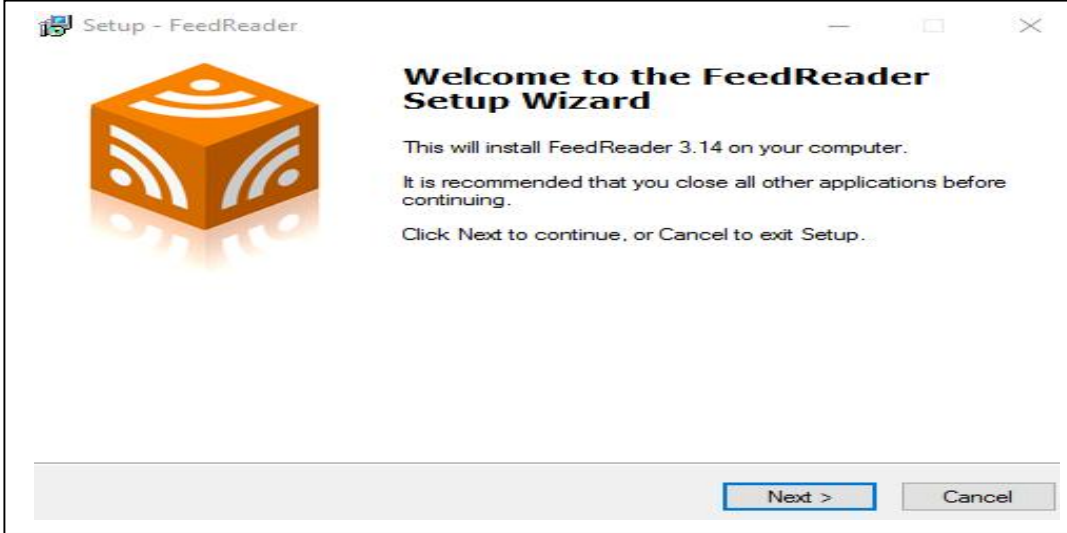 Setup - FeedReader
Welcome to the FeedReader
Setup Wizard
This will install FeedReader 3.14 on your computer.
It is recommended that you close all other applications before
continuing.
Click Next to continue, or Cancel to exit Setup.
Next >
Cancel